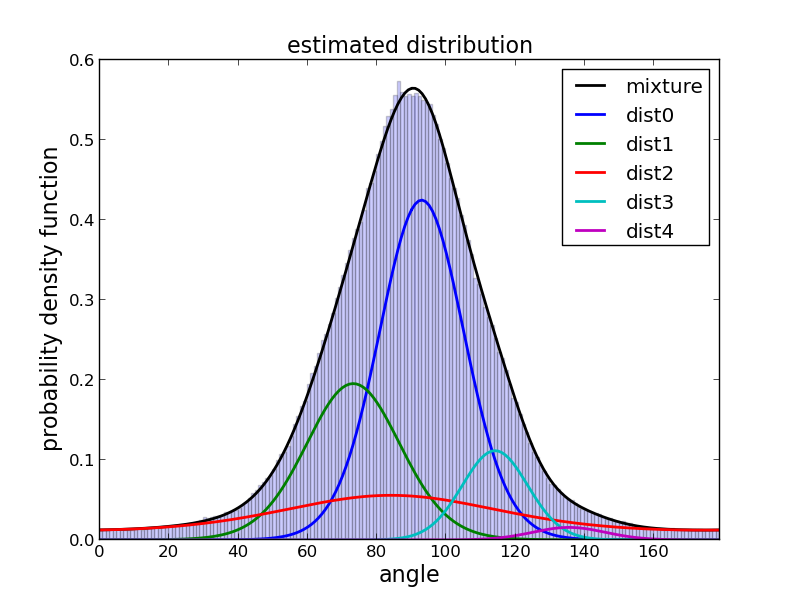 estimated distribution
probability density function
0.6
0.5
0.4
0.3
0.2
0.1
0.0
mixture
dist0
dist1
dist2
dist3
dist4
0 20 40 60 80 100 120 140 160
angle